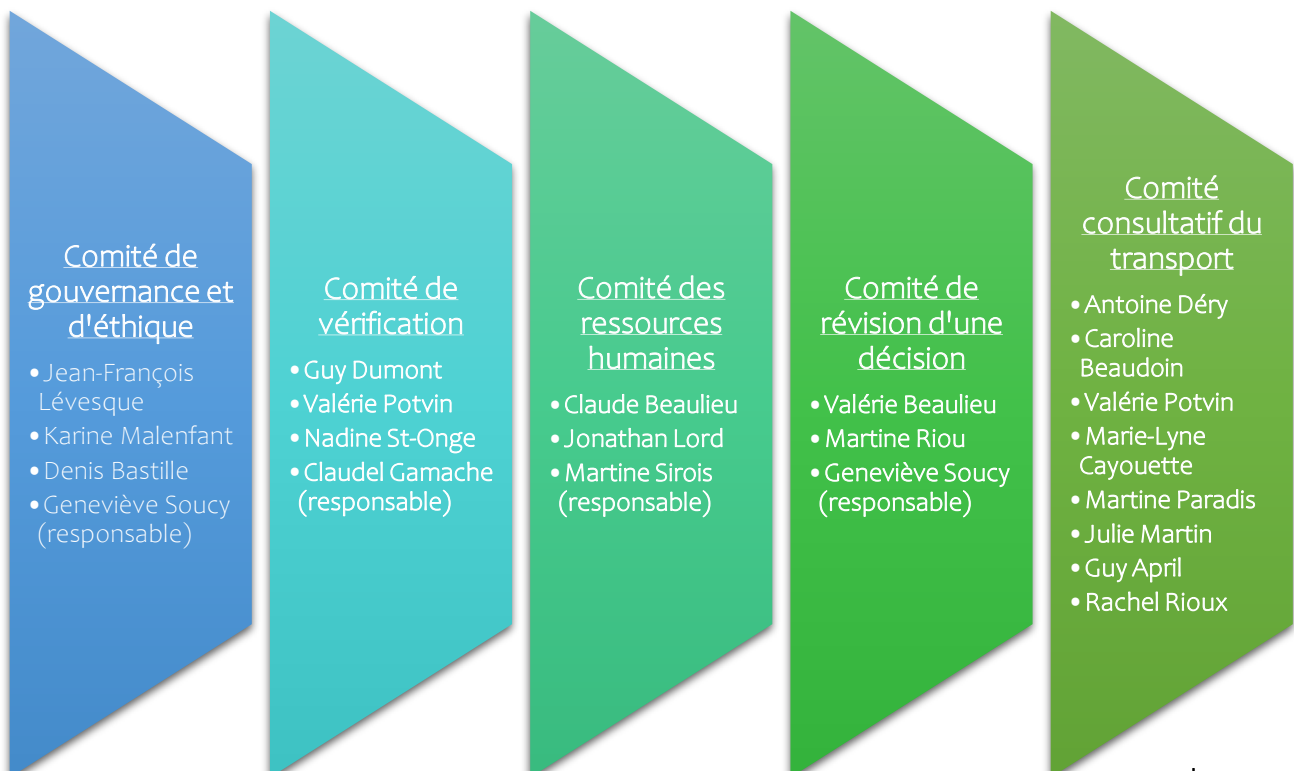 Comité de
gouvernance et
d'éthique
•Jean-François
Lévesque
•Karine Malenfant
•Denis Bastille
•Geneviève Soucy
(responsable)
Comité de
vérification
•Guy Dumont
•Valérie Potvin
•Nadine St-Onge
•Claudel Gamache
(responsable)
Comité des
ressources
humaines
•Claude Beaulieu
•Jonathan Lord
•Martine Sirois
(responsable)
Comité de
révision d'une
décision
•Valérie Beaulieu
•Martine Riou
•Geneviève Soucy
(responsable)
Comité
consultatif du
transport
•Antoine Déry
•Caroline
Beaudoin
•Valérie Potvin
•Marie-Lyne
Cayouette
•Martine Paradis
•Julie Martin
•Guy April
•Rachel Rioux